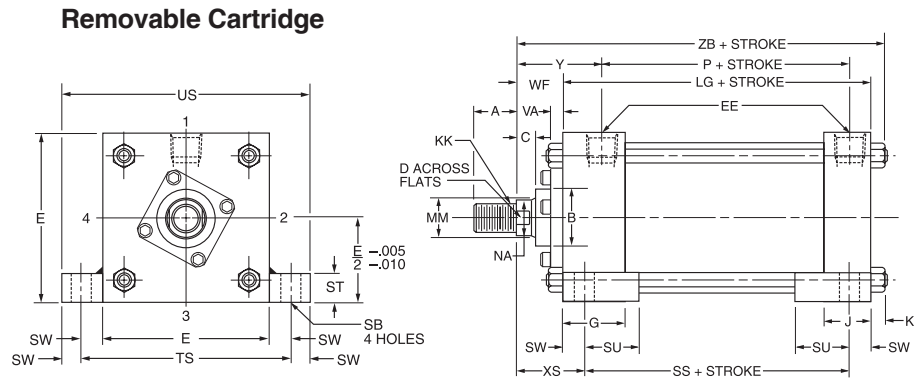 Removable Cartridge
US
1
E
4
2
3
E
2
-.005
-.010
ST
SB
4 HOLES
SW
E
SW
SW
TS
SW
ZB + STROKE
Y
P + STROKE
WF
LG + STROKE
A
VA
EE
C
KK
D ACROSS
FLATS
MM
B
NA
G
J
K
SW
SU
SU
SW
XS
SS + STROKE